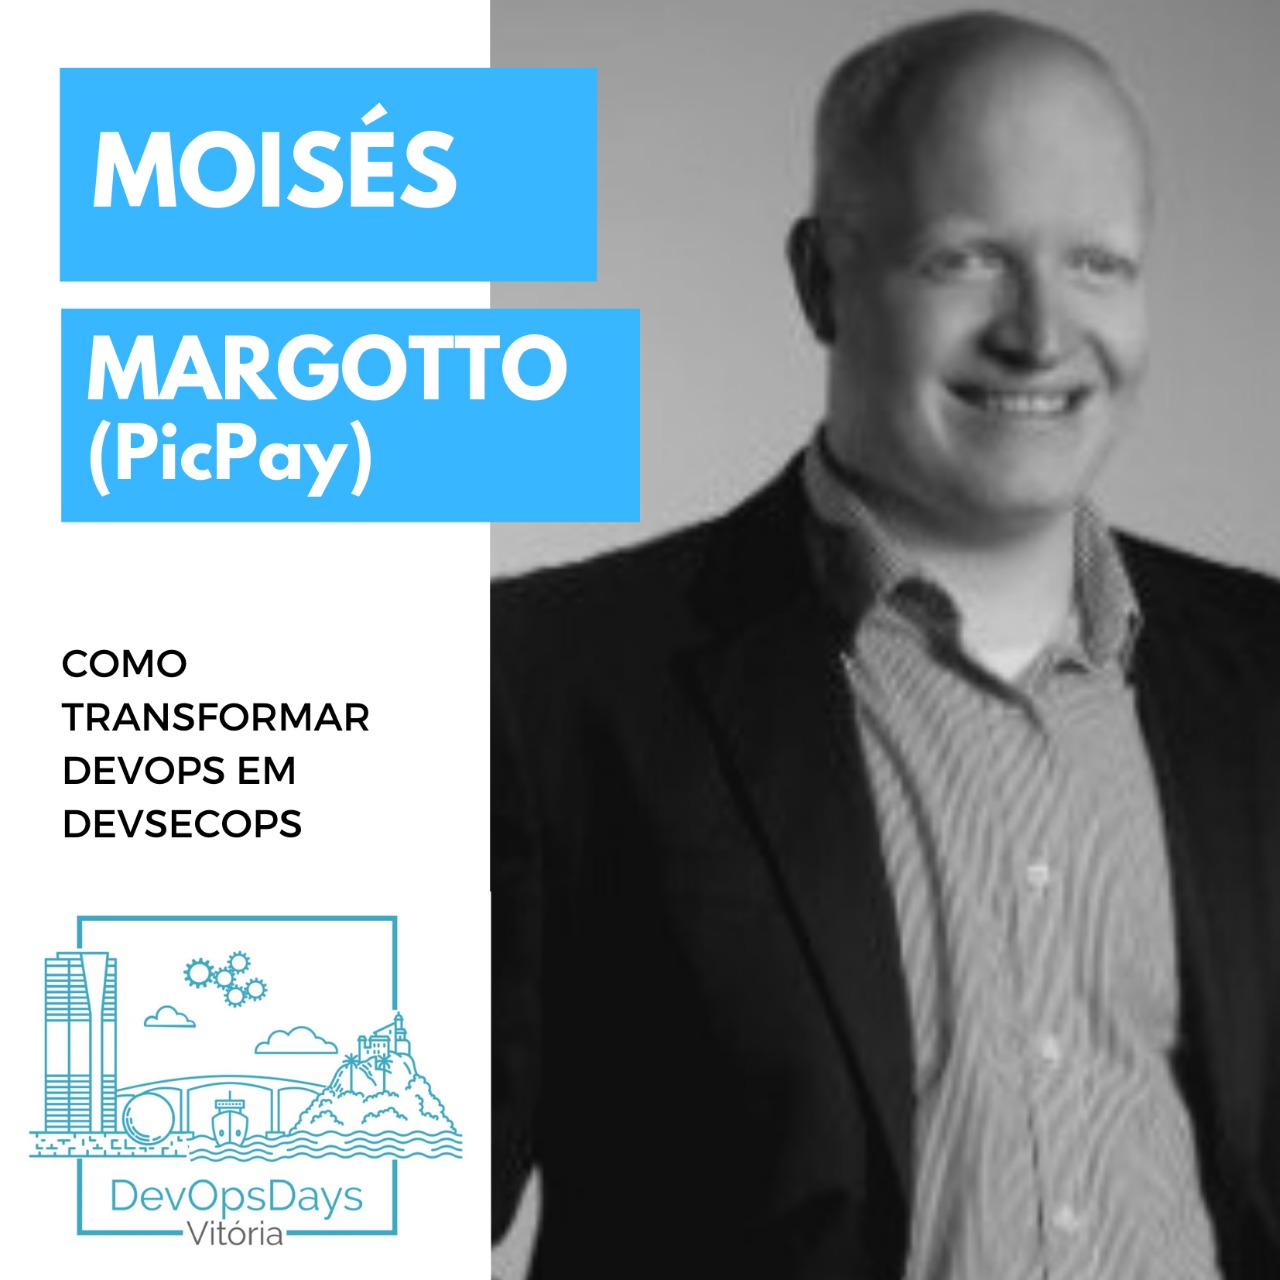 MOISÉS
MARGOTTO
(PicPay)
COMO
TRANSFORMAR
DEVOPS EM
DEVSECOPS
DevOpsDays
Vitória